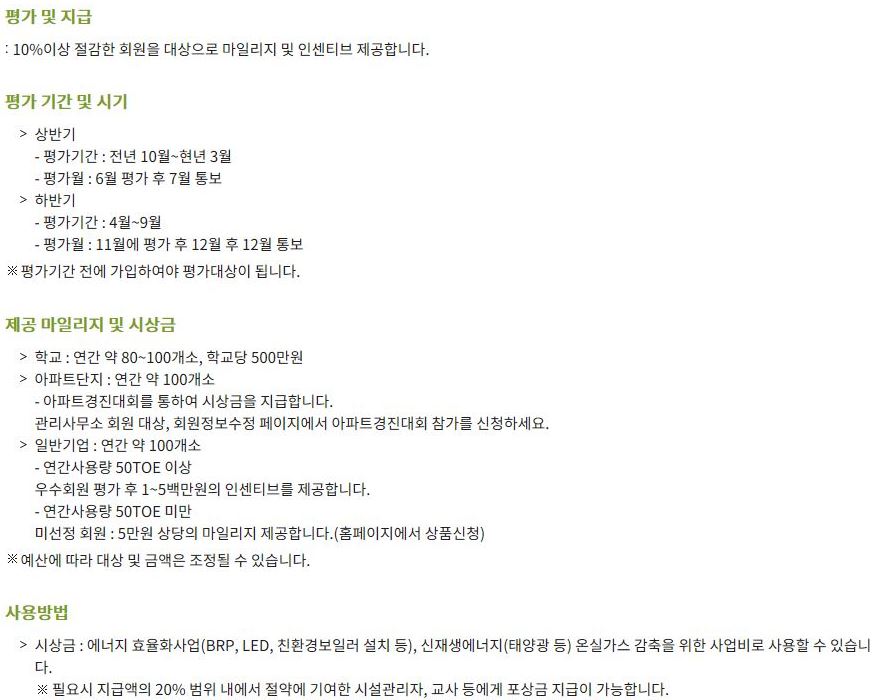 평가 및 지급
: 10%이상 절감한 회원을 대상으로 마일리지 및 인센티브 제공합니다.
평가 기간 및 시기
> 상반기
- 평가기간 : 전년 10월~현년 3월
- 평가월 : 6월 평가 후 7월 통보
> 하반기
- 평가기간 : 4월~9월
- 평가월 : 11월에 평가 후 12월 후 12월 통보
※ 평가기간 전에 가입하여야 평가대상이 됩니다.
제공 마일리지 및 시상금
> 학교 : 연간 약 80~100개소, 학교당 500만원
> 아파트단지 : 연간 약 100개소
- 아파트경진대회를 통하여 시상금을 지급합니다.
관리사무소 회원 대상, 회원정보수정 페이지에서 아파트경진대회 참가를 신청하세요.
> 일반기업 : 연간 약 100개소
- 연간사용량 50TOE 이상
우수회원 평가 후 1~5백만원의 인센티브를 제공합니다.
- 연간사용량 50TOE 미만
미선정 회원 : 5만원 상당의 마일리지 제공합니다.(홈페이지에서 상품신청)
※ 예산에 따라 대상 및 금액은 조정될 수 있습니다.
사용방법
> 시상금 : 에너지 효율화사업(BRP, LED, 친환경보일러 설치 등), 신재생에너지(태양광 등) 온실가스 감축을 위한 사업비로 사용할 수 있습니
다.
※ 필요시 지급액의 20% 범위 내에서 절약에 기여한 시설관리자, 교사 등에게 포상금 지급이 가능합니다.